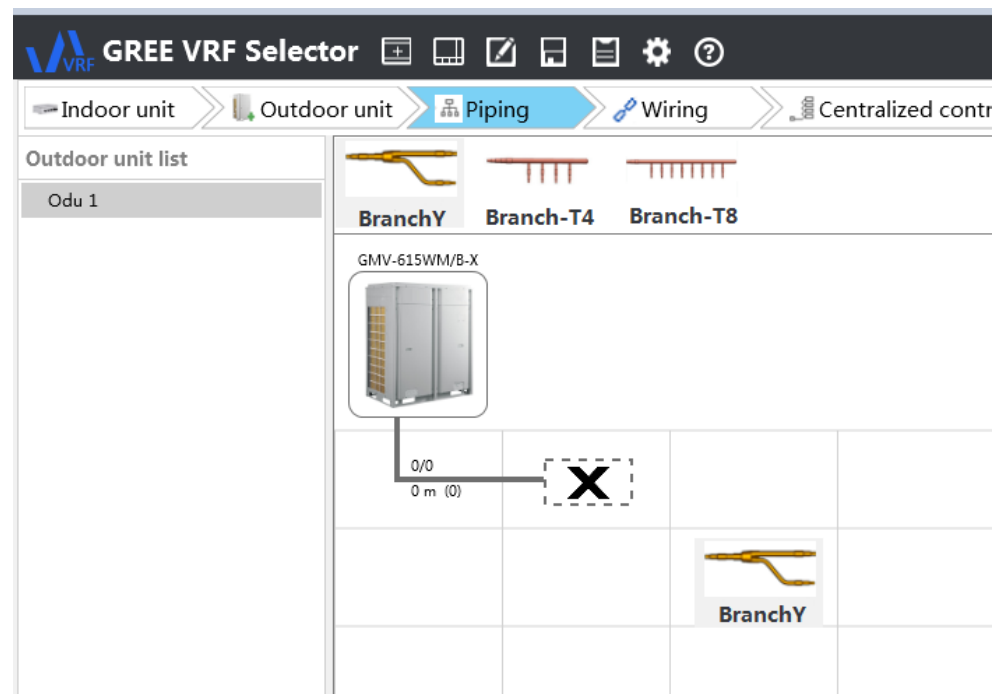 VRF GREE VRF Selector
Indoor unit Outdoor unit Piping Wiring Centralized contr
Outdoor unit list
Odu 1
BranchY Branch-T4 Branch-T8
GMV-615WM/B-X
0/0
0 m (0)
X
BranchY